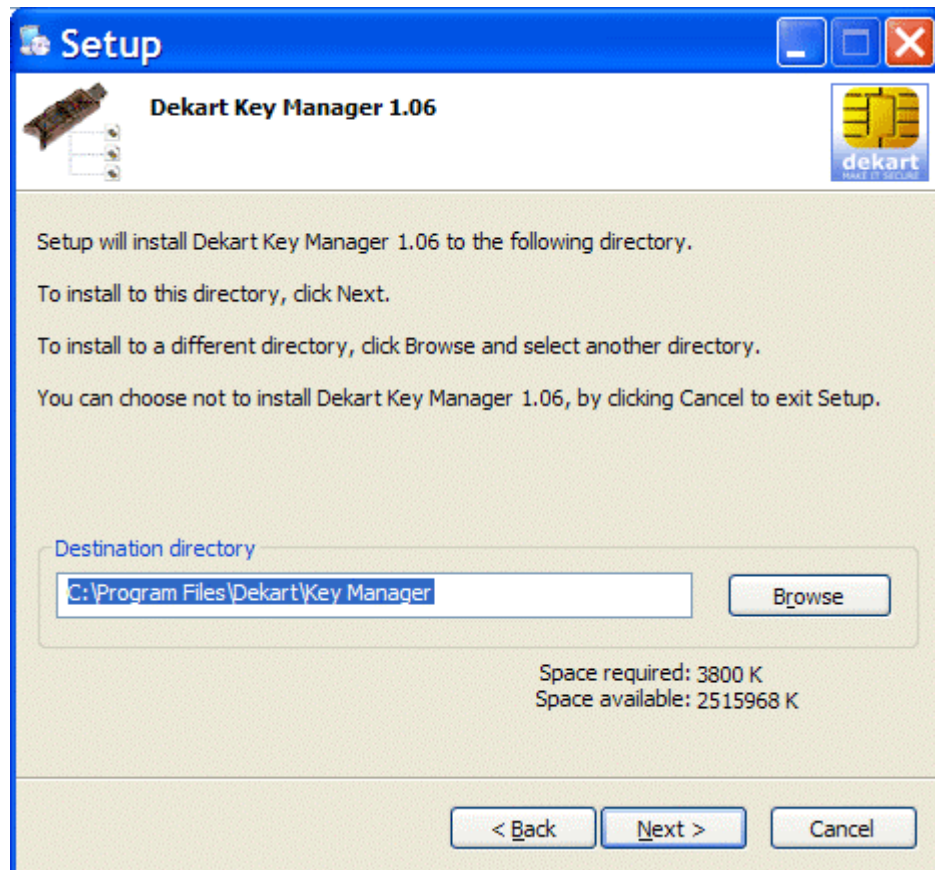 Setup
Dekart Key Manager 1.06
dekart
MAKE IT SECURE
Setup will install Dekart Key Manager 1.06 to the following directory.
To install to this directory, click Next.
To install to a different directory, click Browse and select another directory.
You can choose not to install Dekart Key Manager 1.06, by clicking Cancel to exit Setup.
Destination directory
C:\Program Files\Dekart\Key Manager
Browse
Space required: 3800 K
Space available: 2515968 K
< Back
Next >
Cancel